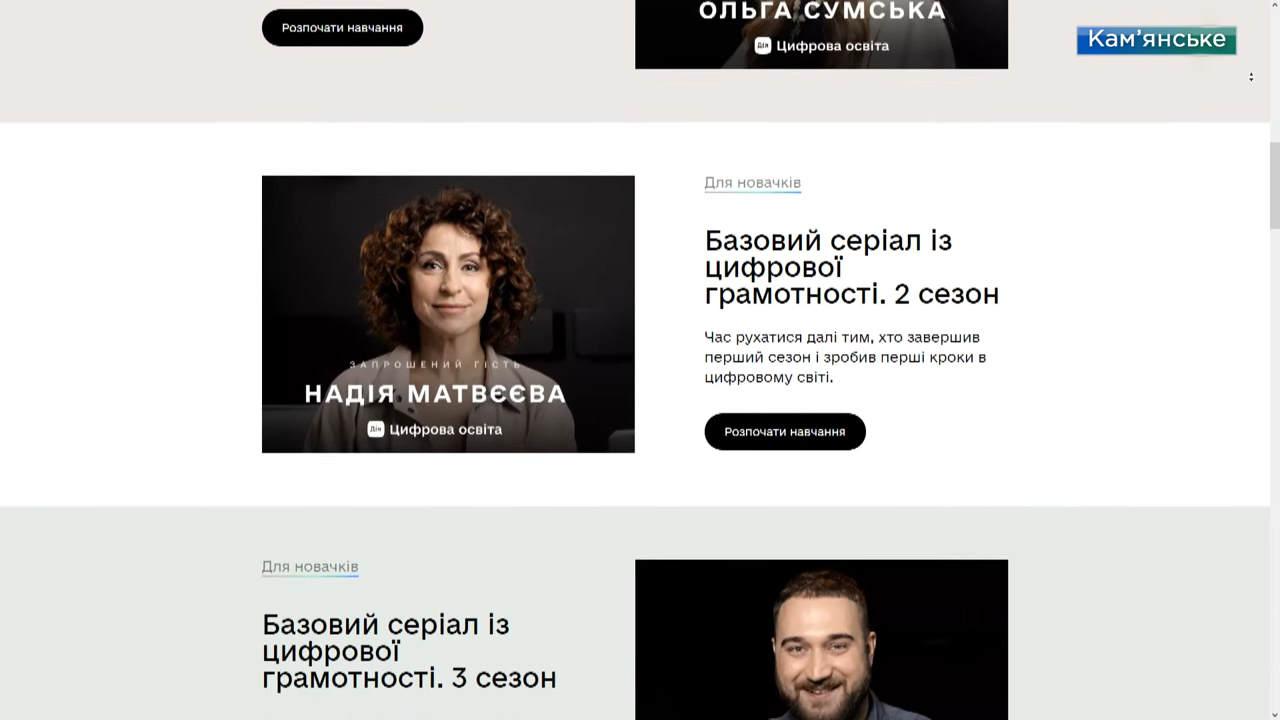 Розпочати навчання
ОЛЬГА СУМСЬКА
Дія Цифрова освіта
Кам'янське
Для новачків
Базовий серіал із
цифрової
грамотності. 2 сезон
Час рухатися далі тим, хто завершив
перший сезон і зробив перші кроки в
цифровому світі.
Розпочати навчання
ЗАПРОШЕНИЙ ГІСТЬ
НАДІЯ МАТВЄЄВА
Дія Цифрова освіта
Для новачків
Базовий серіал із
цифрової
грамотності. 3 сезон